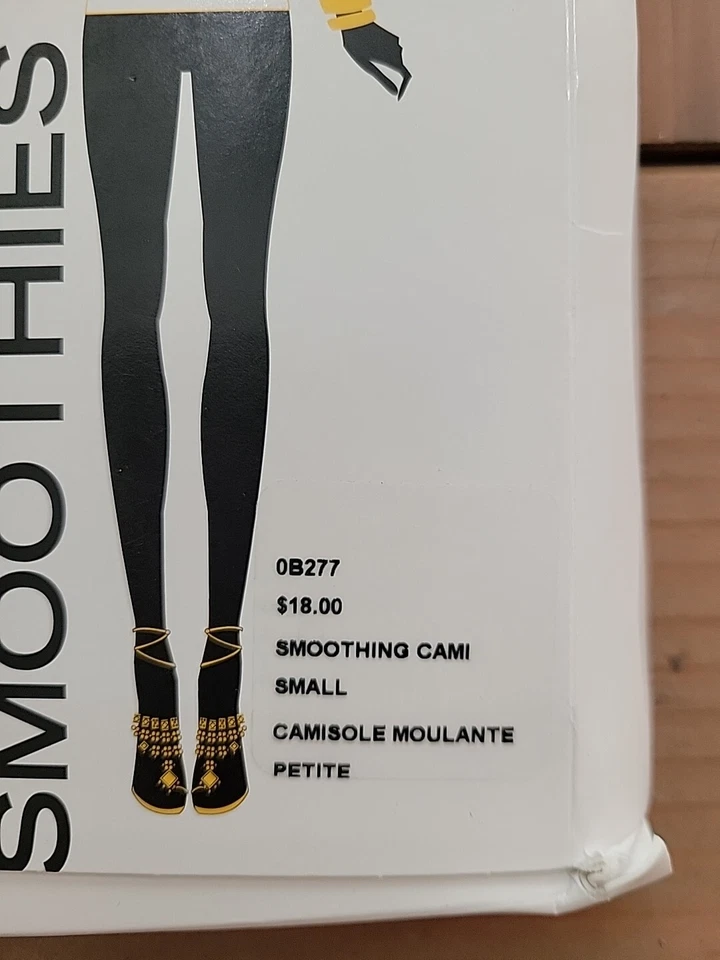 SMOOTHIES
0B277
$18.00
SMOOTHING CAMI
SMALL
CAMISOLE MOULANTE
PETITE